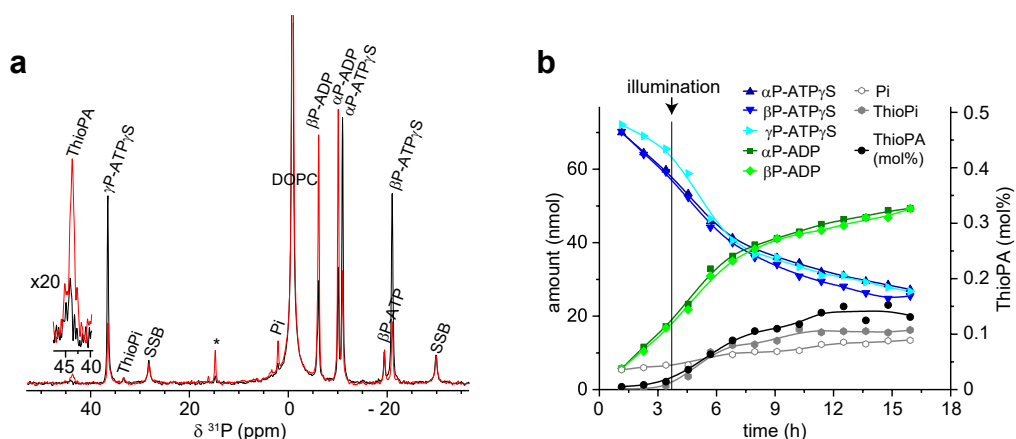 a
ThioPA
γP-ATPγS
ThioPi
SSB
*
Pi
DOPC
βP-ADP
αP-ADP
αP-ATPγS
βP-ATP
βP-ATPγS
SSB
x20
45 40
40 20 0 - 20
δ ³¹P (ppm)
b
illumination
αP-ATPγS
βP-ATPγS
γP-ATPγS
αP-ADP
βP-ADP
Pi
ThioPi
ThioPA
(mol%)
amount (nmol)
60
40
20
0
0 3 6 9 12 15 18
time (h)
0.5
0.4
0.3
0.2
0.1
0
ThioPA (mol%)